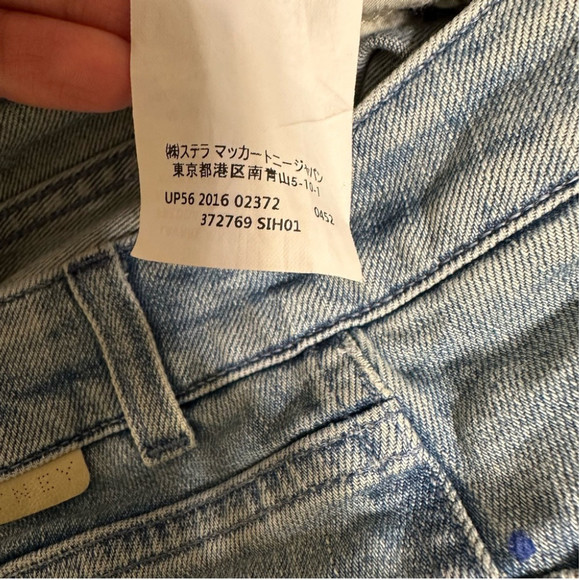 ㈱ステラ マッカートニー ジャパン
東京都港区南青山5-10-1
UP56 2016 02372 0452
372769 SIH01